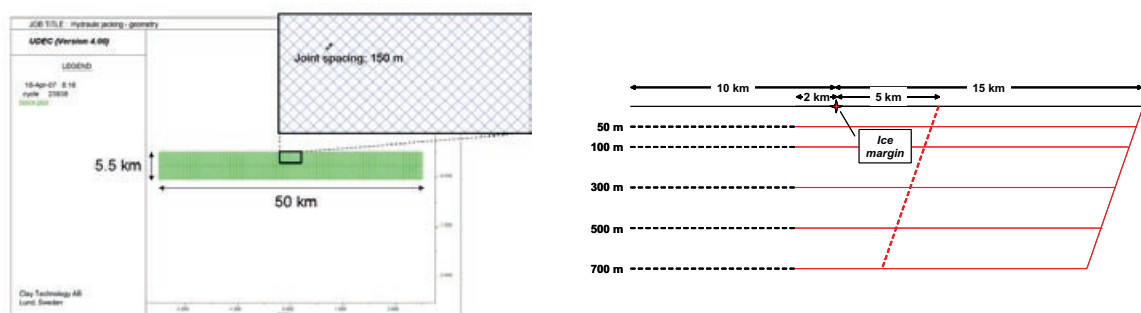 JOB TITLE : Hydraulic jacking - geometry
UDEC (Version 4.00)
LEGEND
cycle
Joint spacing; 150 m
5.5 km
50 km
Clay Technology AB
Lund, Sweden
10 km
15 km
2 km
5 km
50 m
100 m
300 m
500 m
700 m
Ice
margin